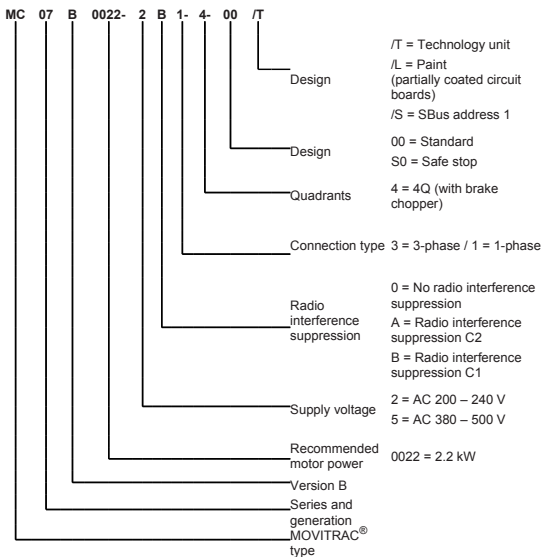 MC 07 B 0022- 2 B 1- 4- 00 /T
Design
/T = Technology unit
/L = Paint
(partially coated circuit
boards)
/S = SBus address 1
Design
00 = Standard
S0 = Safe stop
Quadrants
4 = 4Q (with brake
chopper)
Connection type
3 = 3-phase / 1 = 1-phase
Radio
interference
suppression
0 = No radio interference
suppression
A = Radio interference
suppression C2
B = Radio interference
suppression C1
Supply voltage
2 = AC 200 – 240 V
5 = AC 380 – 500 V
Recommended
motor power
0022 = 2.2 kW
Version B
Series and
generation
MOVITRAC®
type